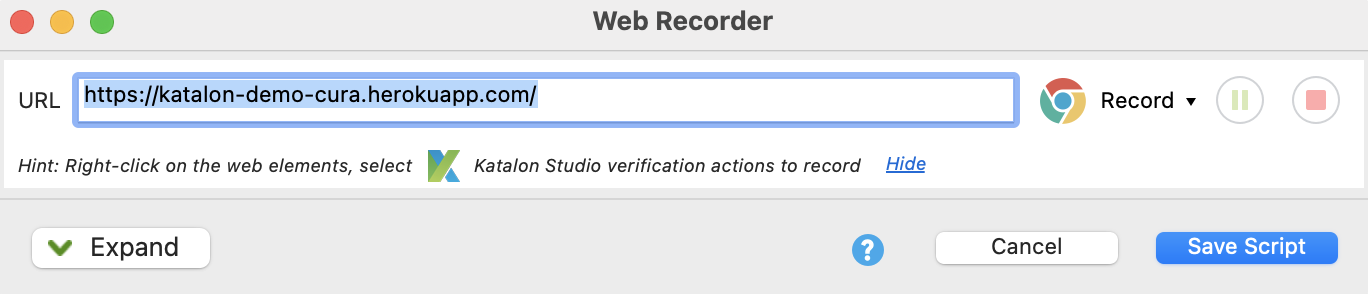 Web Recorder
URL https://katalon-demo-cura.herokuapp.com/ Record
Hint: Right-click on the web elements, select Katalon Studio verification actions to record Hide
Expand ? Cancel Save Script